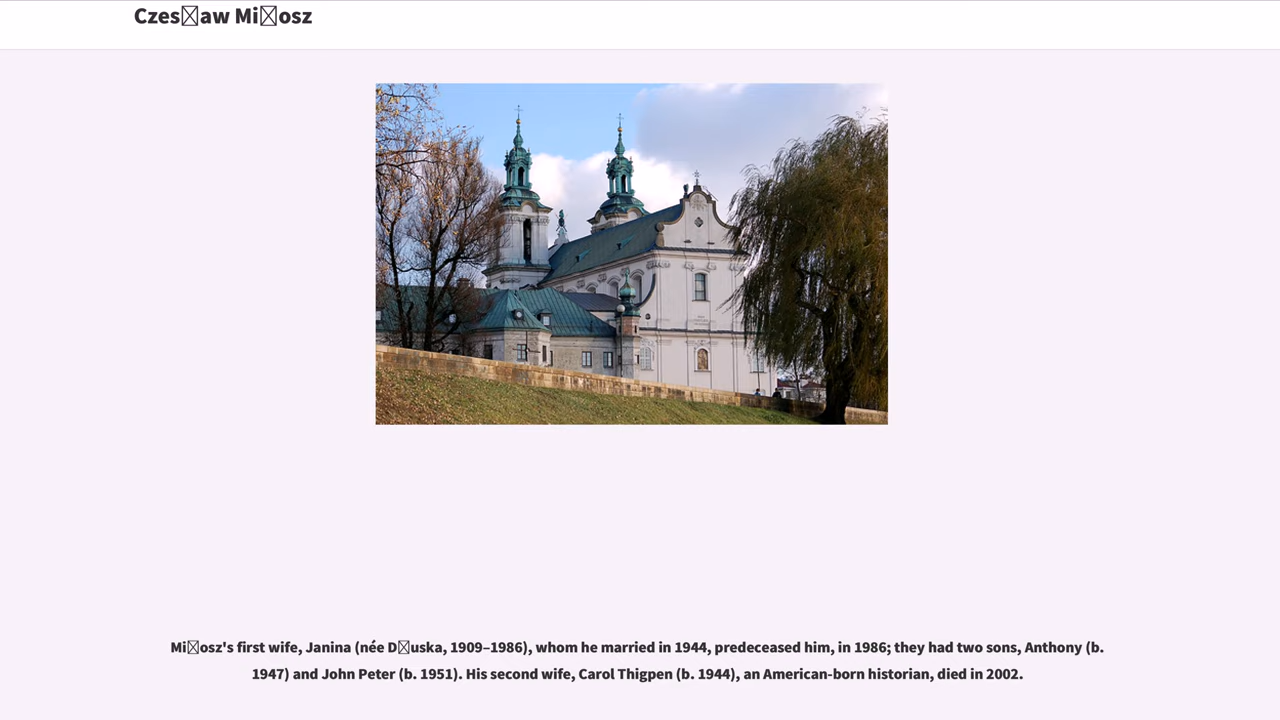 Czes☒aw Mi☒osz
Mi☒osz's first wife, Janina (née D☒uska, 1909–1986), whom he married in 1944, predeceased him, in 1986; they had two sons, Anthony (b.
1947) and John Peter (b. 1951). His second wife, Carol Thigpen (b. 1944), an American-born historian, died in 2002.